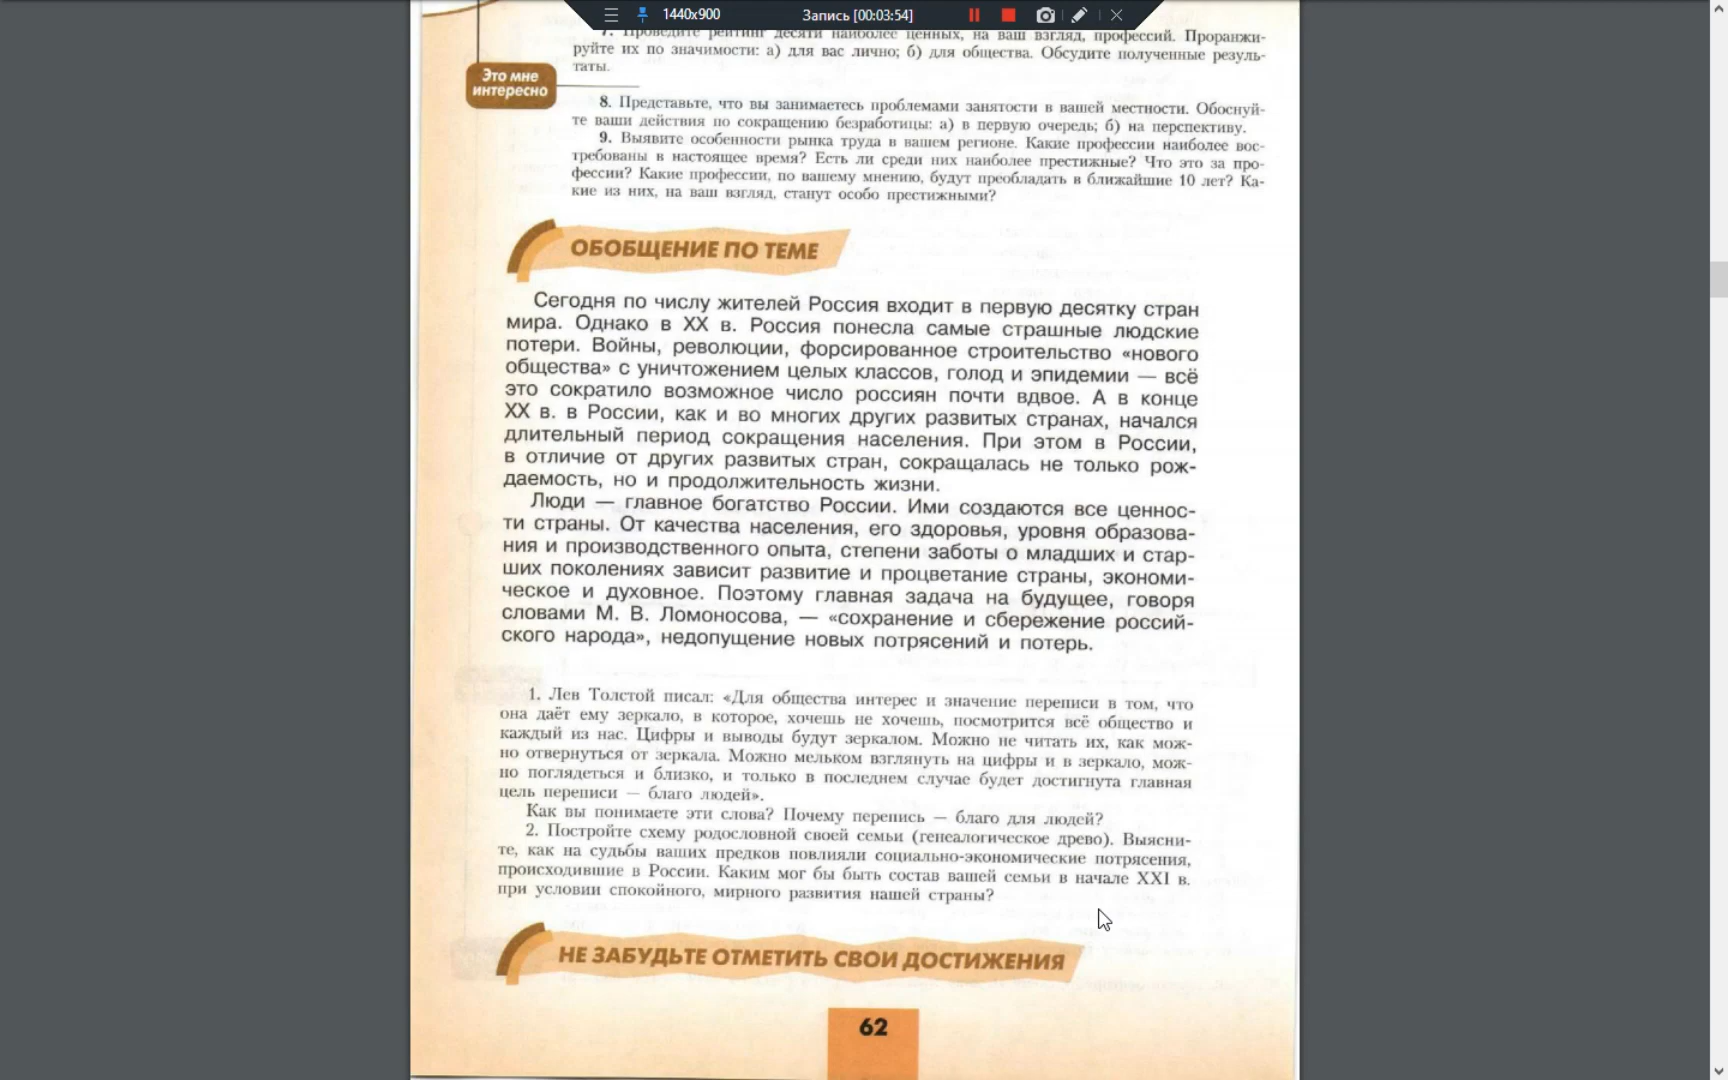 1440x900
Запись [00:03:54]
7. Проведите рейтинг десяти наиболее ценных, на ваш взгляд, профессий. Проранжи-
руйте их по значимости: а) для вас лично; б) для общества. Обсудите полученные резуль-
таты.
Это мне
интересно
8. Представьте, что вы занимаетесь проблемами занятости в вашей местности. Обоснуй-
те ваши действия по сокращению безработицы: а) в первую очередь; б) на перспективу.
9. Выявите особенности рынка труда в вашем регионе. Какие профессии наиболее вос-
требованы в настоящее время? Есть ли среди них наиболее престижные? Что это за про-
фессии? Какие профессии, по вашему мнению, будут преобладать в ближайшие 10 лет? Ка-
кие из них, на ваш взгляд, станут особо престижными?
ОБОБЩЕНИЕ ПО ТЕМЕ
Сегодня по числу жителей Россия входит в первую десятку стран
мира. Однако в XX в. Россия понесла самые страшные людские
потери. Войны, революции, форсированное строительство «нового
общества» с уничтожением целых классов, голод и эпидемии — всё
это сократило возможное число россиян почти вдвое. А в конце
XX в. в России, как и во многих других развитых странах, начался
длительный период сокращения населения. При этом в России,
в отличие от других развитых стран, сокращалась не только рож-
даемость, но и продолжительность жизни.
Люди — главное богатство России. Ими создаются все ценнос-
ти страны. От качества населения, его здоровья, уровня образова-
ния и производственного опыта, степени заботы о младших и стар-
ших поколениях зависит развитие и процветание страны, экономи-
ческое и духовное. Поэтому главная задача на будущее, говоря
словами М. В. Ломоносова, — «сохранение и сбережение россий-
ского народа», недопущение новых потрясений и потерь.
1. Лев Толстой писал: «Для общества интерес и значение переписи в том, что
она даёт ему зеркало, в которое, хочешь не хочешь, посмотрится всё общество и
каждый из нас. Цифры и выводы будут зеркалом. Можно не читать их, как мож-
но отвернуться от зеркала. Можно мельком взглянуть на цифры и в зеркало, мож-
но поглядеться и близко, и только в последнем случае будет достигнута главная
цель переписи — благо людей».
Как вы понимаете эти слова? Почему перепись — благо для людей?
2. Постройте схему родословной своей семьи (генеалогическое древо). Выясни-
те, как на судьбы ваших предков повлияли социально-экономические потрясения,
происходившие в России. Каким мог бы быть состав вашей семьи в начале XXI в.
при условии спокойного, мирного развития нашей страны?
НЕ ЗАБУДЬТЕ ОТМЕТИТЬ СВОИ ДОСТИЖЕНИЯ
62